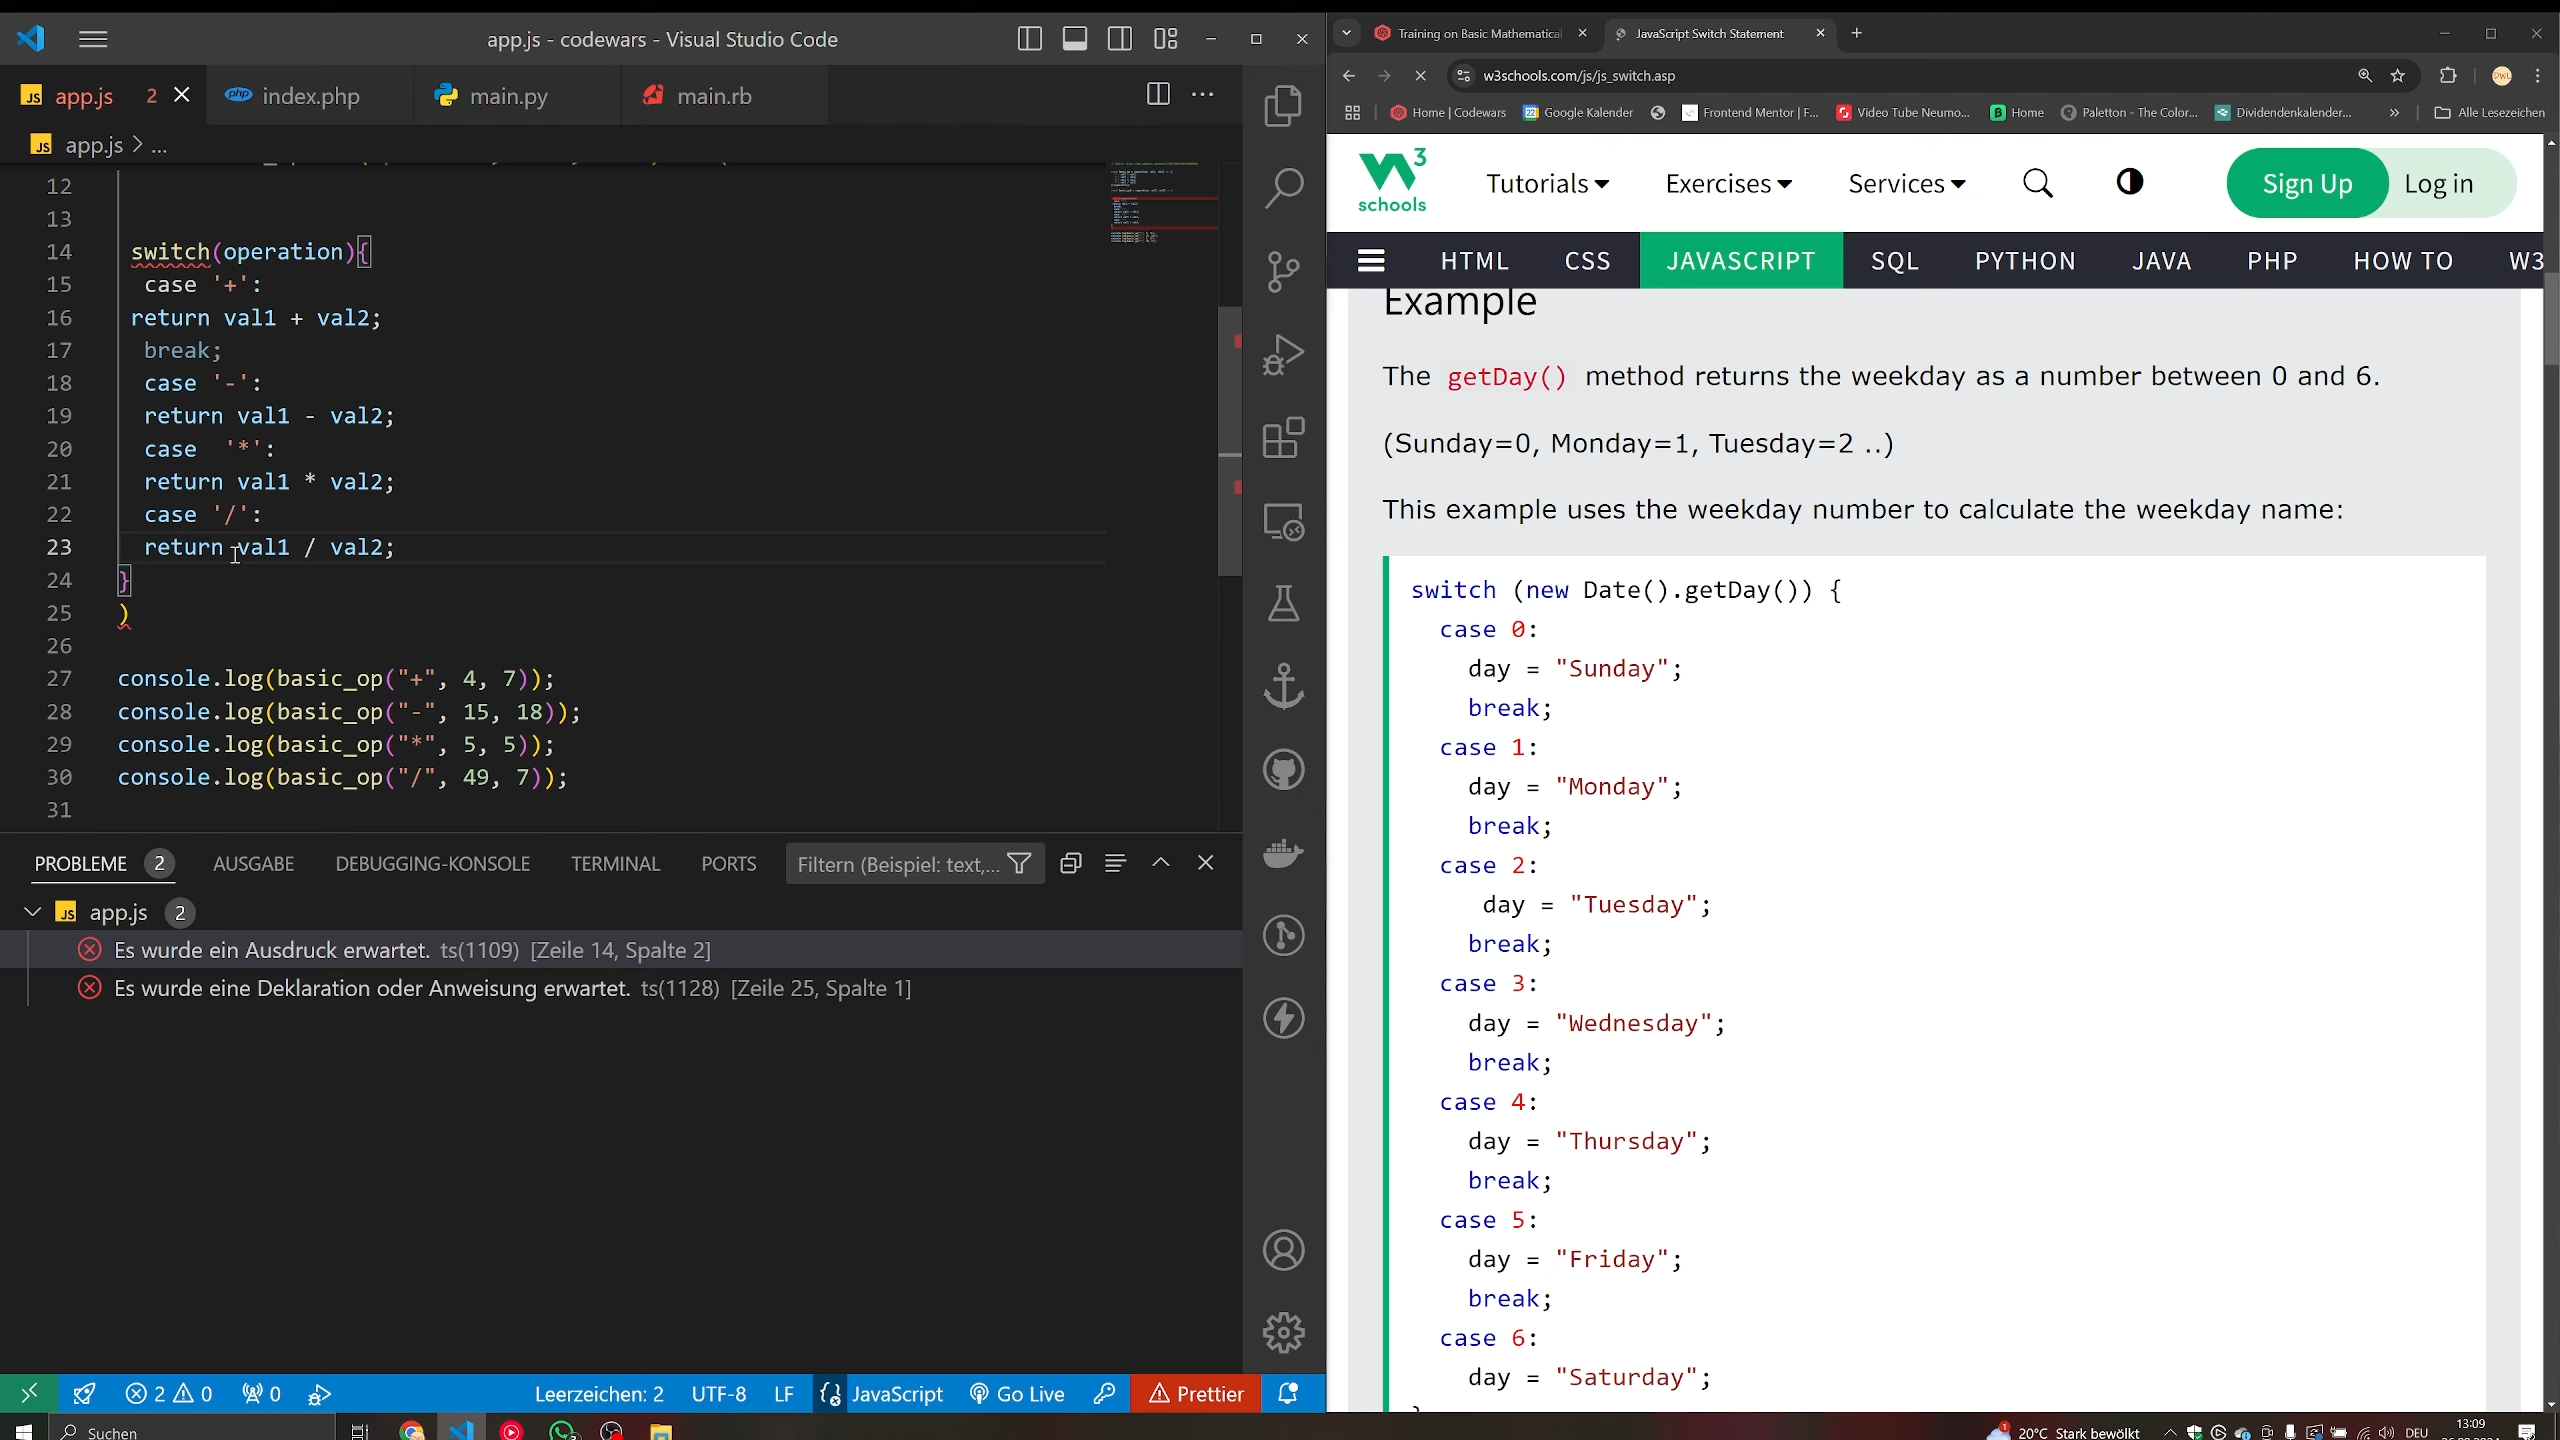 app.js - codewars - Visual Studio Code
JS app.js 2
php index.php
main.py
main.rb
JS app.js > ...
12
13
14 switch(operation){
15 case '+':
16 return val1 + val2;
17 break;
18 case '-':
19 return val1 - val2;
20 case '*':
21 return val1 * val2;
22 case '/':
23 return val1 / val2;
24 }
25 )
26
27 console.log(basic_op("+", 4, 7));
28 console.log(basic_op("-", 15, 18));
29 console.log(basic_op("*", 5, 5));
30 console.log(basic_op("/", 49, 7));
31
PROBLEME 2 AUSGABE DEBUGGING-KONSOLE TERMINAL PORTS Filtern (Beispiel: text,...
JS app.js 2
Es wurde ein Ausdruck erwartet. ts(1109) [Zeile 14, Spalte 2]
Es wurde eine Deklaration oder Anweisung erwartet. ts(1128) [Zeile 25, Spalte 1]
2 0 0 Leerzeichen: 2 UTF-8 LF JavaScript Go Live Prettier
Training on Basic Mathematical
JavaScript Switch Statement
w3schools.com/js/js_switch.asp
Home | Codewars 22 Google Kalender Frontend Mentor | F... Video Tube Neumo... B Home Paletton - The Color... Dividendenkalender... » Alle Lesezeichen
W3 schools
Tutorials Exercises Services Sign Up Log in
HTML CSS JAVASCRIPT SQL PYTHON JAVA PHP HOW TO W3
Example
The getDay() method returns the weekday as a number between 0 and 6.
(Sunday=0, Monday=1, Tuesday=2 ..)
This example uses the weekday number to calculate the weekday name:
switch (new Date().getDay()) {
case 0:
day = "Sunday";
break;
case 1:
day = "Monday";
break;
case 2:
day = "Tuesday";
break;
case 3:
day = "Wednesday";
break;
case 4:
day = "Thursday";
break;
case 5:
day = "Friday";
break;
case 6:
day = "Saturday";
Suchen
20°C Stark bewölkt DEU 13:09